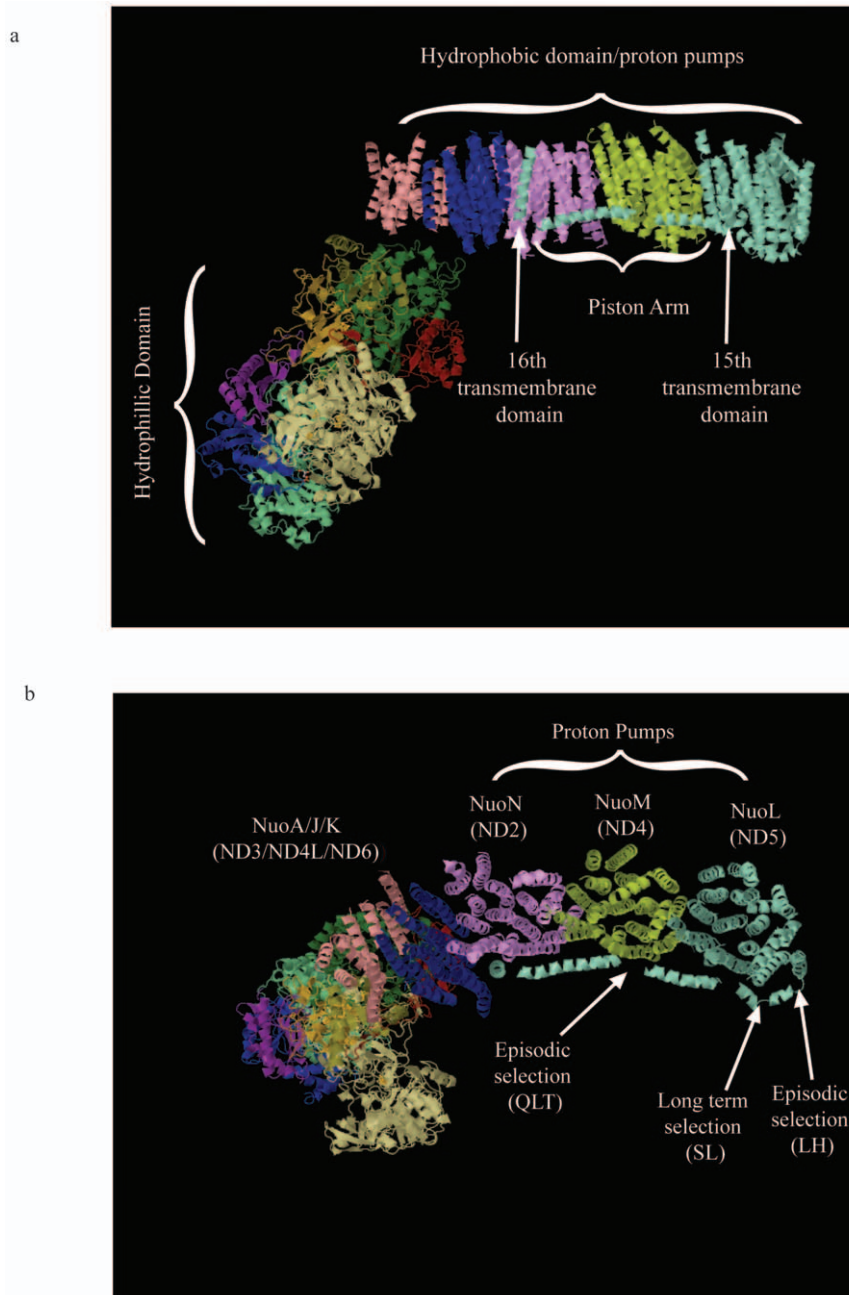 a
Hydrophobic domain/proton pumps
Hydrophillic Domain
Piston Arm
16th
transmembrane
domain
15th
transmembrane
domain
b
Proton Pumps
NuoA/J/K
(ND3/ND4L/ND6)
NuoN
(ND2)
NuoM
(ND4)
NuoL
(ND5)
Episodic
selection
(QLT)
Long term
selection
(SL)
Episodic
selection
(LH)